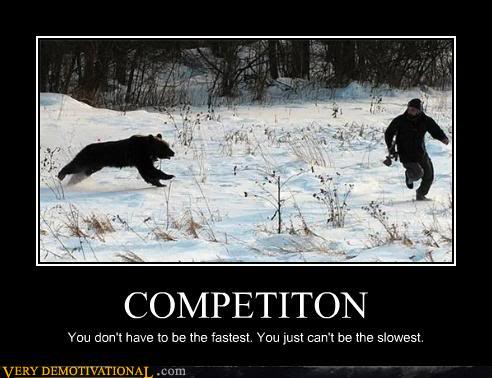 COMPETITON
You don't have to be the fastest. You just can't be the slowest.
VERY DEMOTIVATIONAL .com